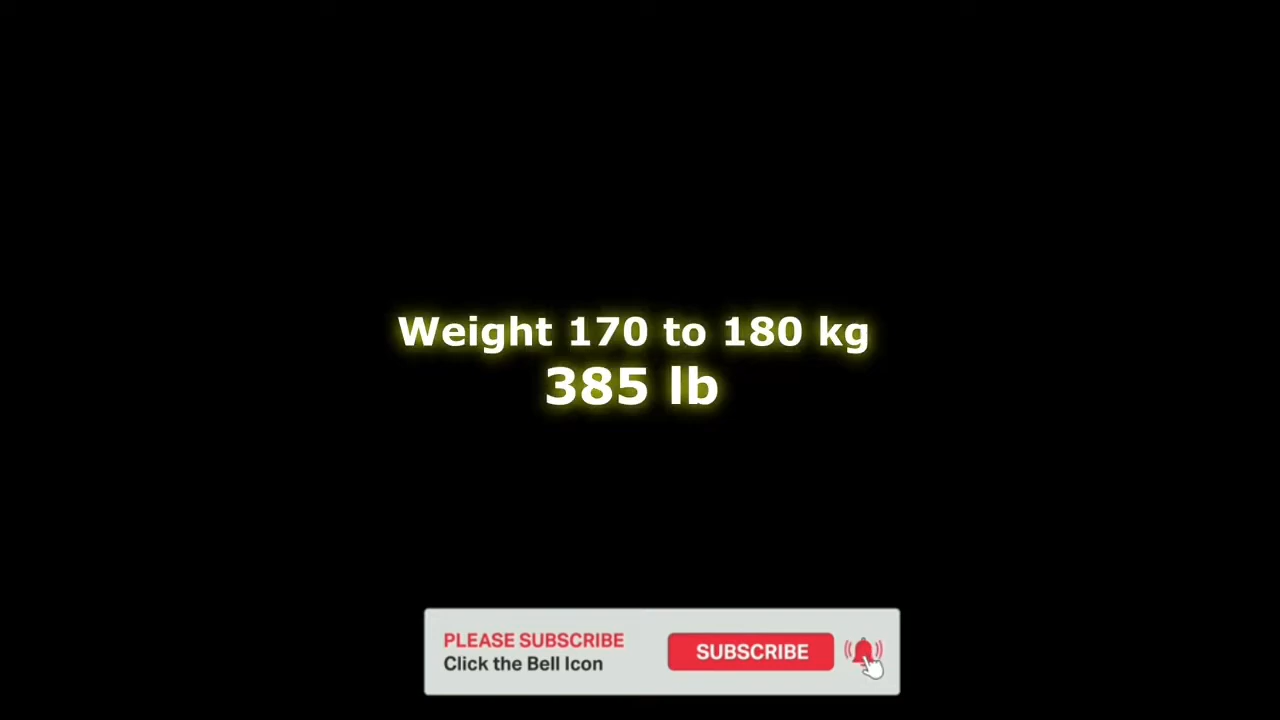 Weight 170 to 180 kg
385 lb
PLEASE SUBSCRIBE
Click the Bell Icon
SUBSCRIBE